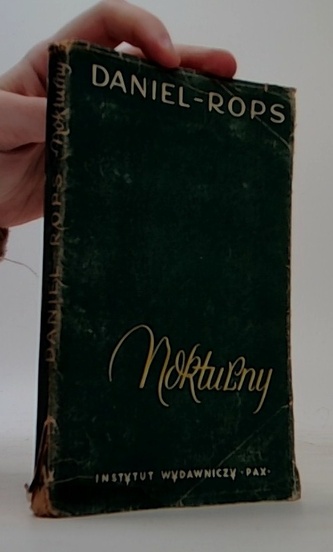 DANIEL-ROPS
Nokturny
INSTYTUT WYDAWNICZY · PAX ·
DANIEL ROPS Nokturny